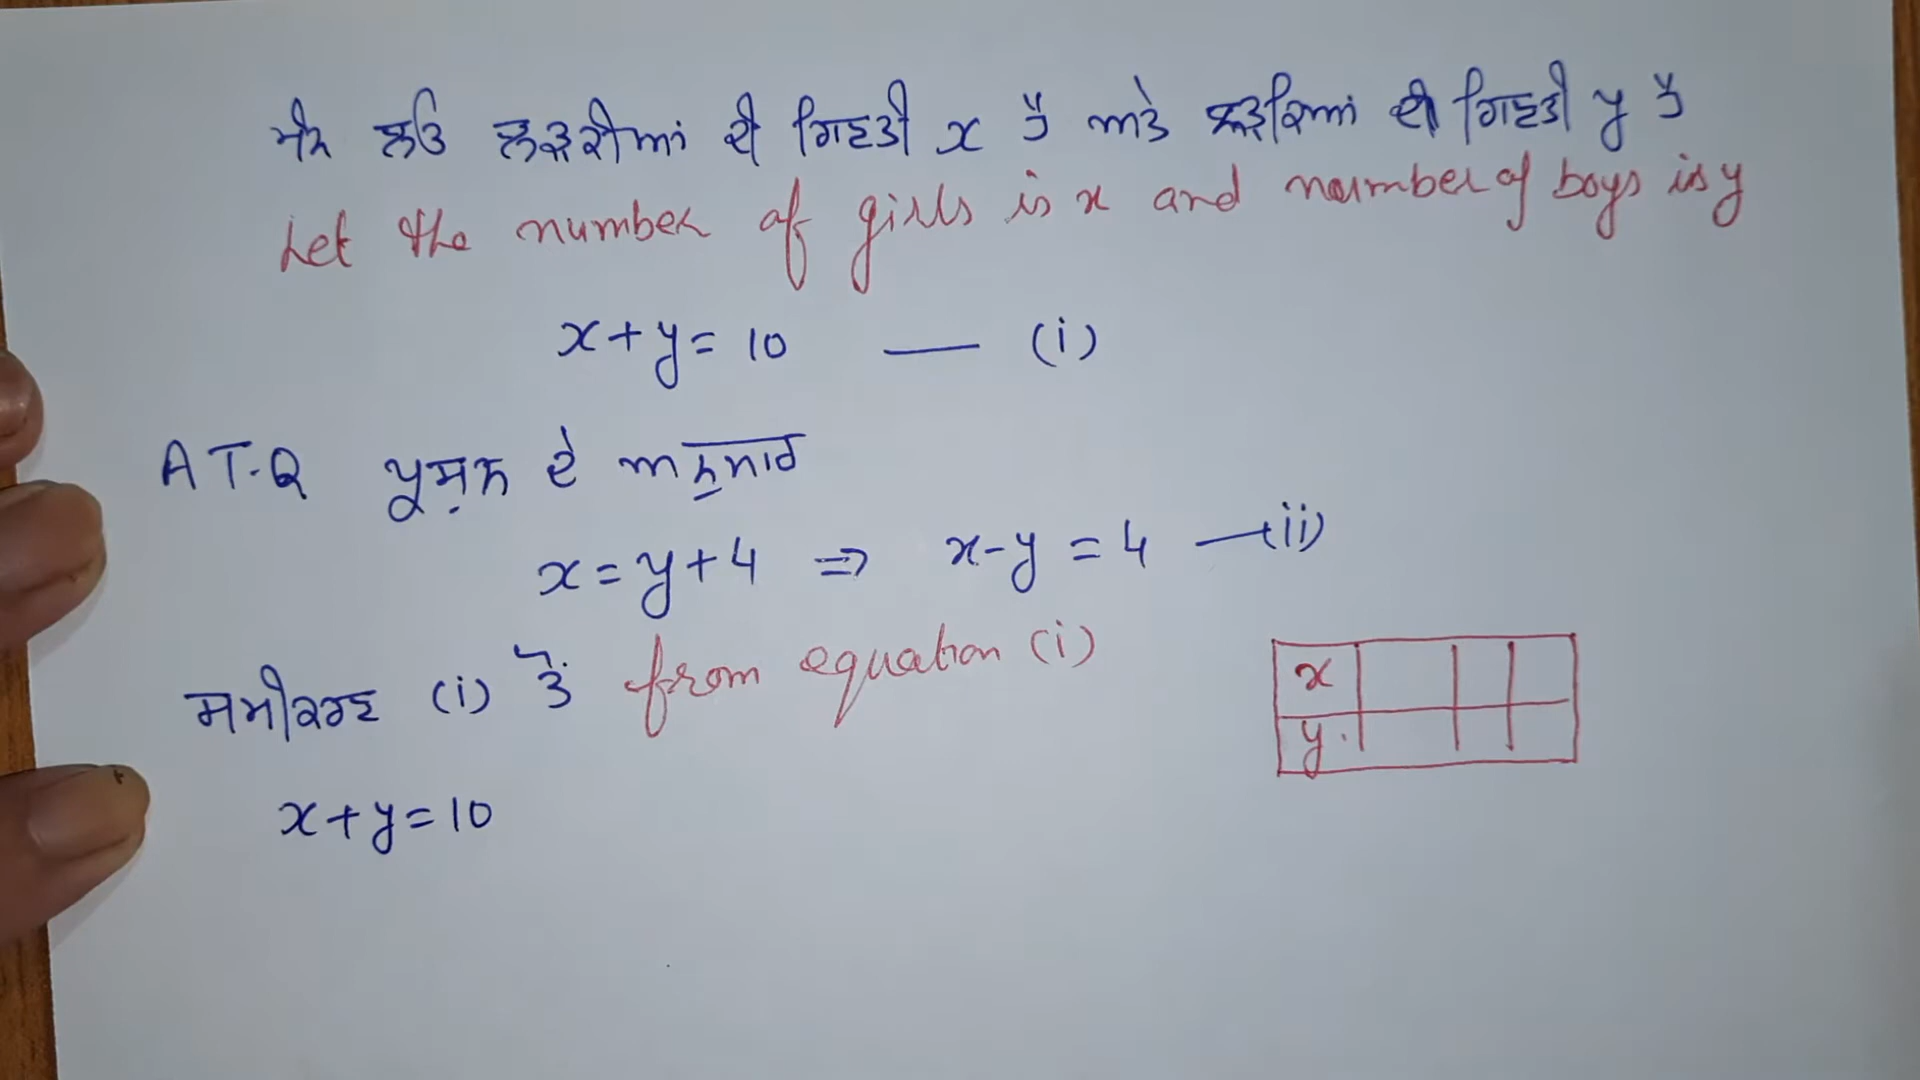 ਮੰਨ ਲਓ ਲੜਕੀਆਂ ਦੀ ਗਿਣਤੀ x ਹੈ ਅਤੇ ਲੜਕਿਆਂ ਦੀ ਗਿਣਤੀ y ਹੈ
Let the number of girls is x and number of boys is y
x+y=10 — (i)
AT-Q ਪ੍ਰਸ਼ਨ ਦੇ ਅਨੁਸਾਰ
x=y+4 ⇒ x-y=4 —(ii)
ਸਮੀਕਰਣ (i) ਤੋਂ from equation (i)
x
y
x+y=10